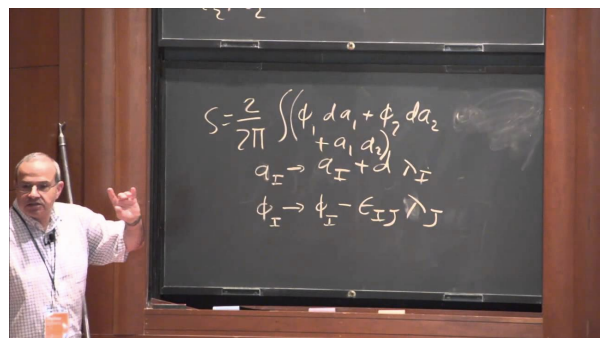 S = 2/2π ∫(ϕ₁ da₁ + ϕ₂ da₂
+ a₁ a₂)
a_I → a_I + d λ_I
ϕ_I → ϕ_I − ϵ_IJ λ_J